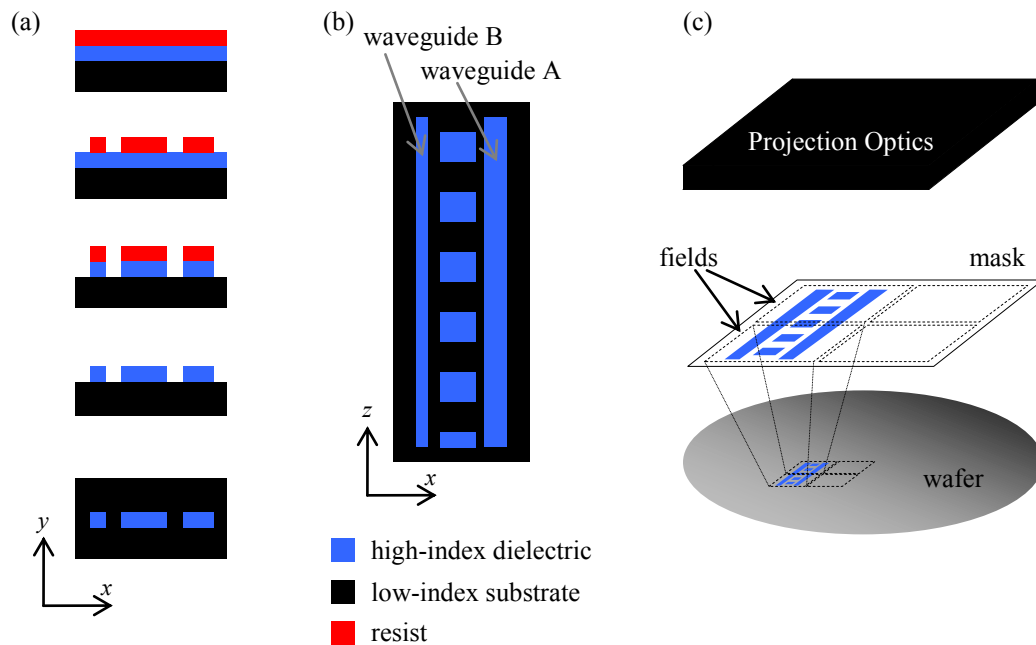 (a)
y
x
(b)
waveguide B
waveguide A
z
x
high-index dielectric
low-index substrate
resist
(c)
Projection Optics
fields
mask
wafer